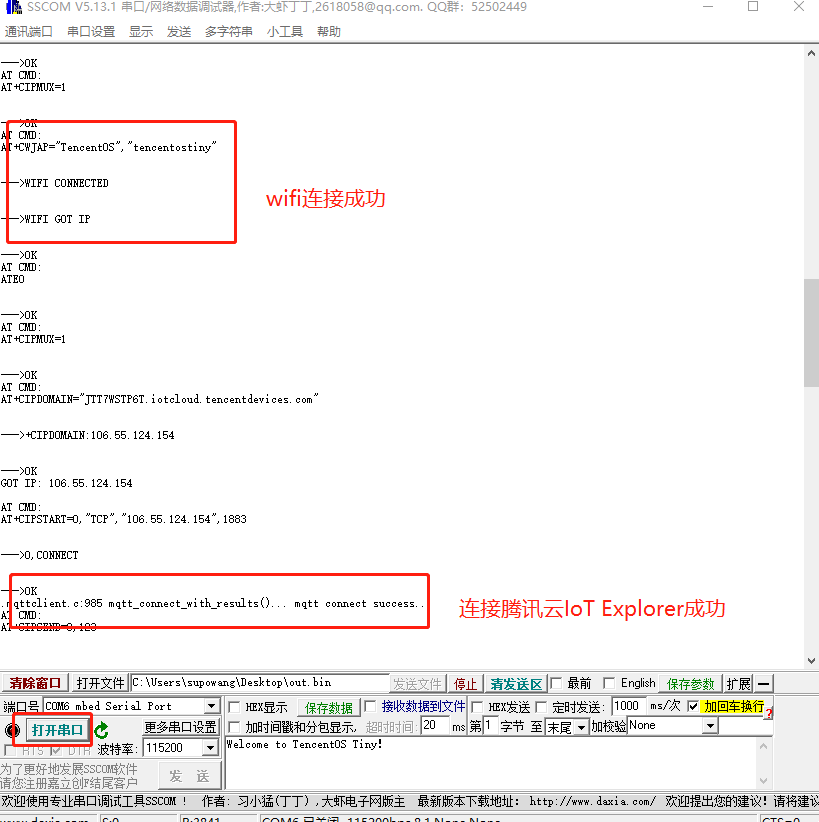 SSCOM V5.13.1 串口/网络数据调试器,作者:大虾丁丁,2618058@qq.com. QQ群: 52502449
通讯端口 串口设置 显示 发送 多字符串 小工具 帮助
--->OK
AT CMD:
AT+CIPMUX=1
--->OK
AT CMD:
AT+CWJAP="TencentOS","tencentostiny"
--->WIFI CONNECTED
wifi连接成功
--->WIFI GOT IP
--->OK
AT CMD:
ATE0
--->OK
AT CMD:
AT+CIPMUX=1
--->OK
AT CMD:
AT+CIPDOMAIN="JTT7WSTP6T.iotcloud.tencentdevices.com"
--->+CIPDOMAIN:106.55.124.154
--->OK
GOT IP: 106.55.124.154
AT CMD:
AT+CIPSTART=0,"TCP","106.55.124.154",1883
--->0,CONNECT
--->OK
.mqttclient.c:985 mqtt_connect_with_results()... mqtt connect success..
连接腾讯云IoT Explorer成功
AT CMD:
AT+CIPSEND=0,193
清除窗口 打开文件 C:\Users\supowang\Desktop\out.bin 发送文件 停止 清发送区 最前 English 保存参数 扩展 —
端口号 COM6 mbed Serial Port HEX显示 保存数据 接收数据到文件 HEX发送 定时发送: 1000 ms/次 加回车换行
打开串口 更多串口设置 加时间戳和分包显示, 超时时间: 20 ms 第1 字节 至 末尾 加校验 None
RTS DTR 波特率: 115200 Welcome to TencentOS Tiny!
为了更好地发展SSCOM软件
请您注册嘉立创F结尾客户
发 送
欢迎使用专业串口调试工具SSCOM ! 作者: 习小猛(丁丁) ,大虾电子网版主 最新版本下载地址: http://www.daxia.com/ 欢迎提出您的建议! 请将建议
www.daxia.com S:0 R:3841 COM6 已关闭 115200bps,8,1,None,None CTS=0